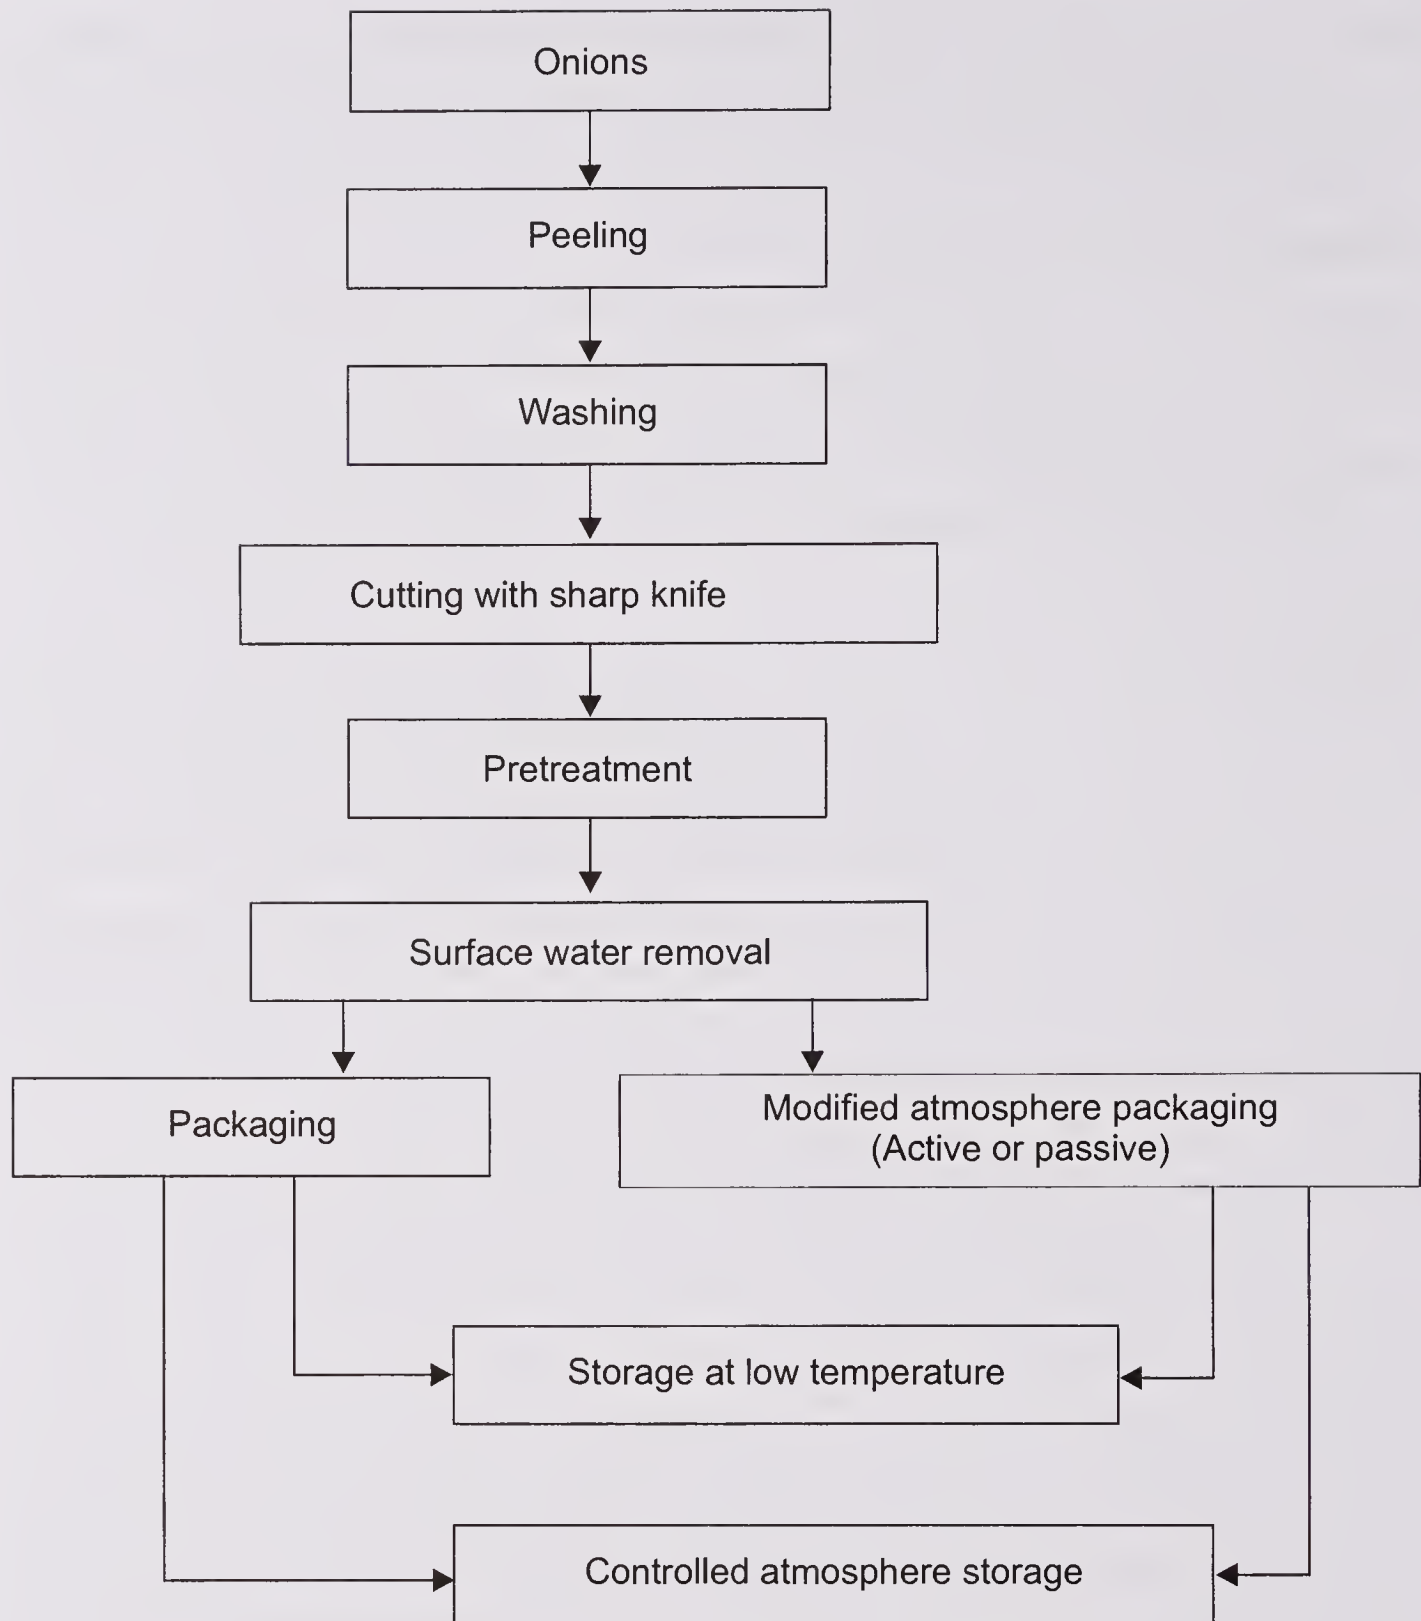 Onions
Peeling
Washing
Cutting with sharp knife
Pretreatment
Surface water removal
Packaging
Modified atmosphere packaging
(Active or passive)
Storage at low temperature
Controlled atmosphere storage